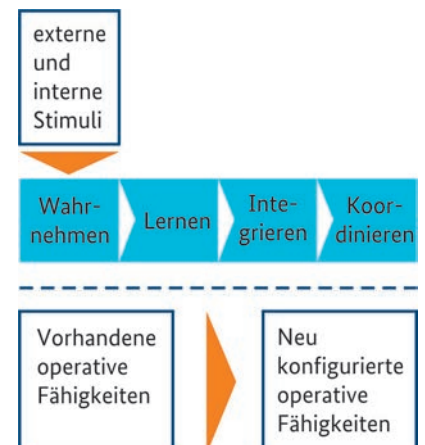 externe
und
interne
Stimuli
Wahr-
nehmen
Lernen
Inte-
grieren
Koor-
dinieren
Vorhandene
operative
Fähigkeiten
Neu
konfigurierte
operative
Fähigkeiten